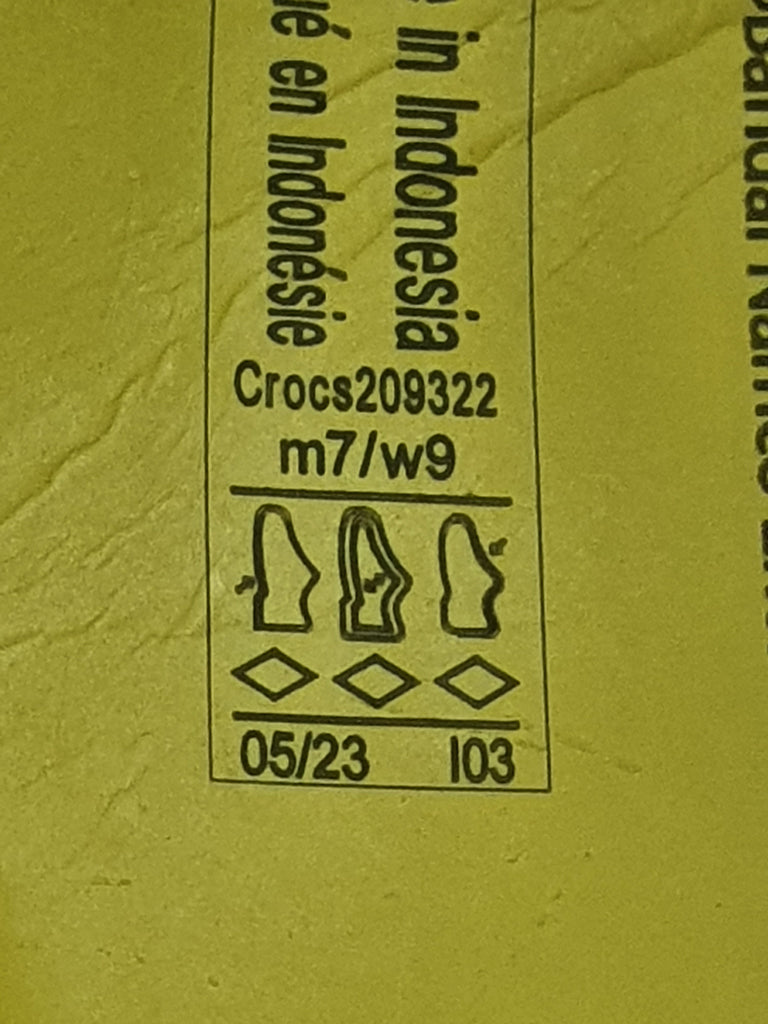 in Indonesia
en Indonésie
Crocs209322
m7/w9
05/23 I03